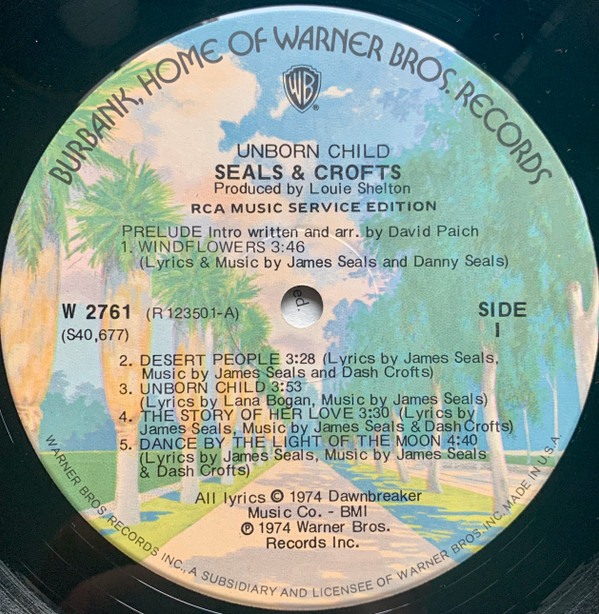 BURBANK, HOME OF WARNER BROS. RECORDS
WB
®
UNBORN CHILD
SEALS & CROFTS
Produced by Louie Shelton
RCA MUSIC SERVICE EDITION
PRELUDE Intro written and arr. by David Paich
1. WINDFLOWERS 3:46
(Lyrics & Music by James Seals and Danny Seals)
W 2761 (R 123501-A)
(S40,677)
SIDE
1
2. DESERT PEOPLE 3:28 (Lyrics by James Seals,
Music by James Seals and Dash Crofts)
3. UNBORN CHILD 3:53
(Lyrics by Lana Bogan, Music by James Seals)
4. THE STORY OF HER LOVE 3:30 (Lyrics by
James Seals, Music by James Seals & Dash Crofts)
5. DANCE BY THE LIGHT OF THE MOON 4:40
(Lyrics by James Seals, Music by James Seals
& Dash Crofts)
All lyrics © 1974 Dawnbreaker
Music Co. - BMI
℗ 1974 Warner Bros.
Records Inc.
WARNER BROS. RECORDS INC., A SUBSIDIARY AND LICENSEE OF WARNER BROS. INC. MADE IN U.S.A.